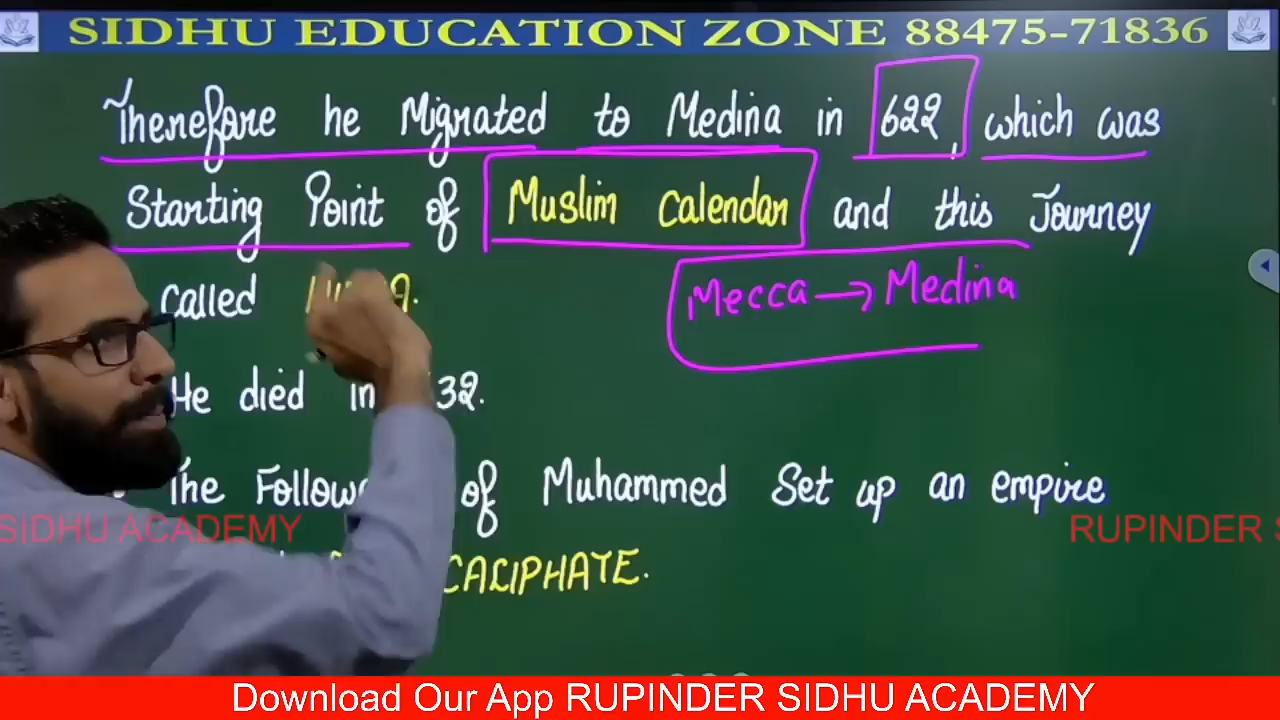 SIDHU EDUCATION ZONE 88475-71836
Therefore he Migrated to Medina in 622, which was
Starting Point of Muslim Calendar and this Journey
called
Mecca → Medina
He died in 32.
The Follow of Muhammed Set up an empire
CALIPHATE.
SIDHU ACADEMY
RUPINDER S
Download Our App RUPINDER SIDHU ACADEMY